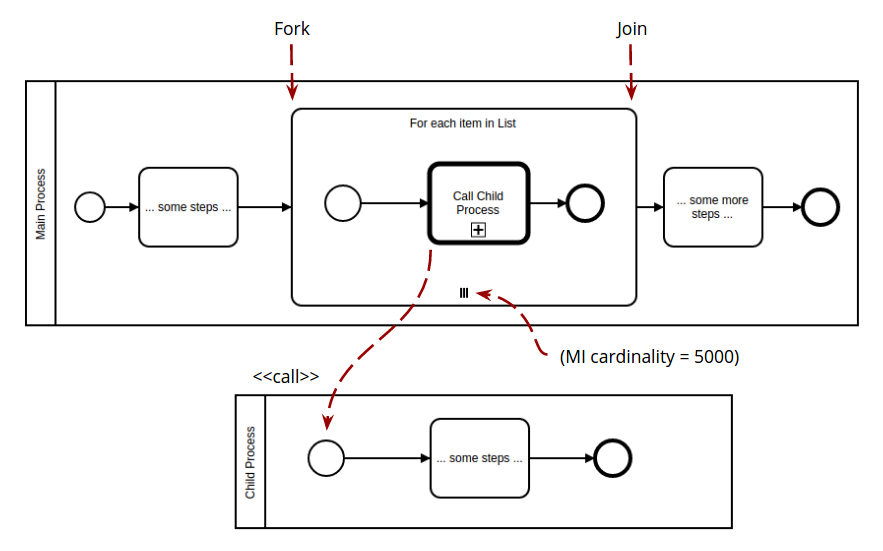 Fork
Join
For each item in List
Main Process
... some steps ...
Call Child
Process
... some more
steps ...
(MI cardinality = 5000)
<<call>>
Child Process
... some steps ...